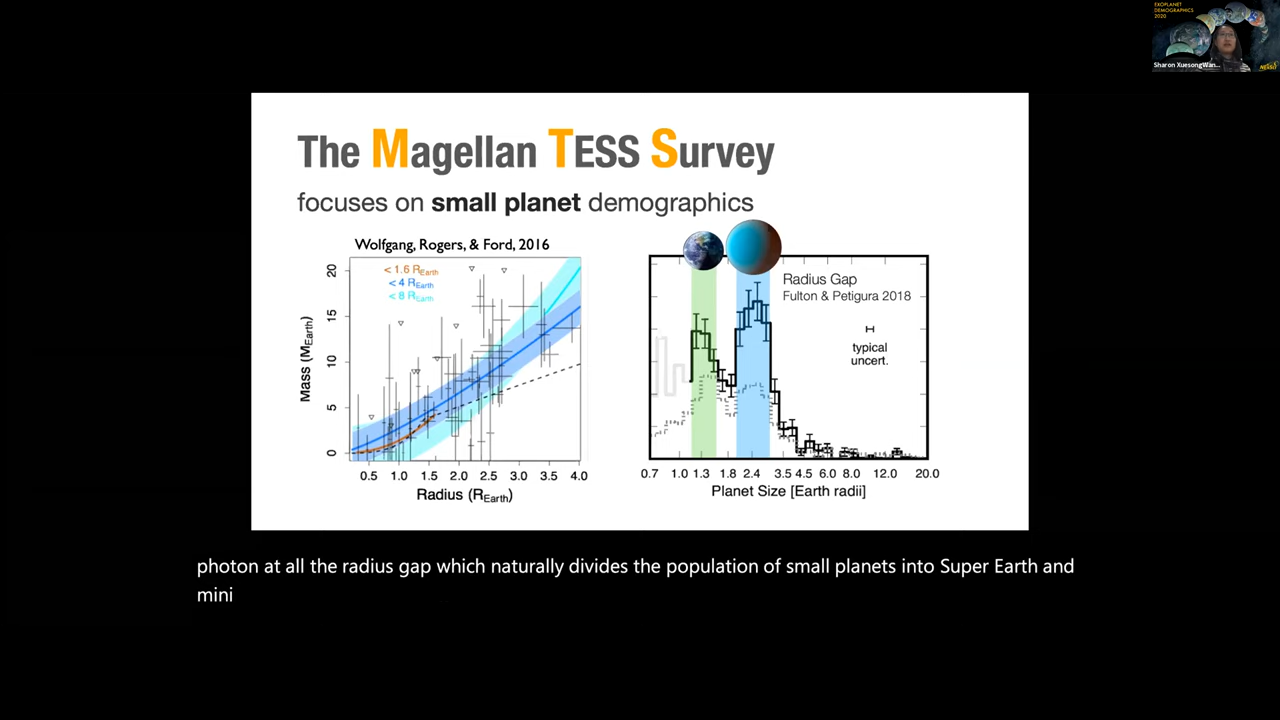 EXOPLANET
DEMOGRAPHICS
2020
Sharon XuesongWan...
The Magellan TESS Survey
focuses on small planet demographics
Wolfgang, Rogers, & Ford, 2016
< 1.6 REarth
< 4 REarth
< 8 REarth
Mass (MEarth)
20
15
10
5
0
0.5 1.0 1.5 2.0 2.5 3.0 3.5 4.0
Radius (REarth)
Radius Gap
Fulton & Petigura 2018
typical
uncert.
0.7 1.0 1.3 1.8 2.4 3.5 4.5 6.0 8.0 12.0 20.0
Planet Size [Earth radii]
photon at all the radius gap which naturally divides the population of small planets into Super Earth and
mini